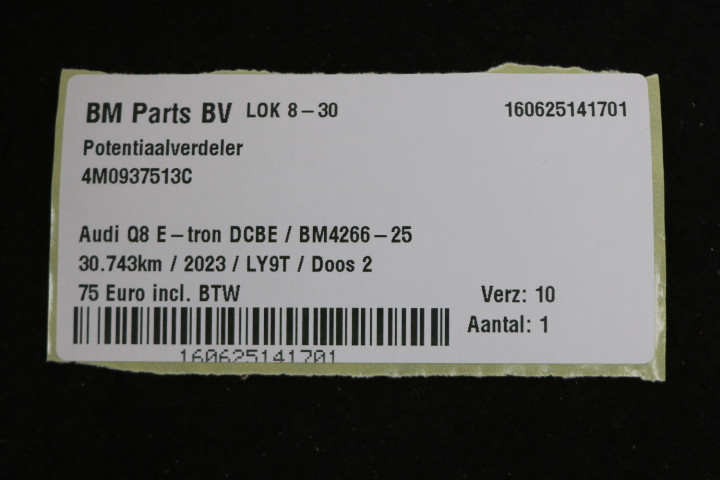 BM Parts BV LOK 8-30 160625141701
Potentiaalverdeler
4M0937513C
Audi Q8 E-tron DCBE / BM4266-25
30.743km / 2023 / LY9T / Doos 2
75 Euro incl. BTW Verz: 10
Aantal: 1
160625141701